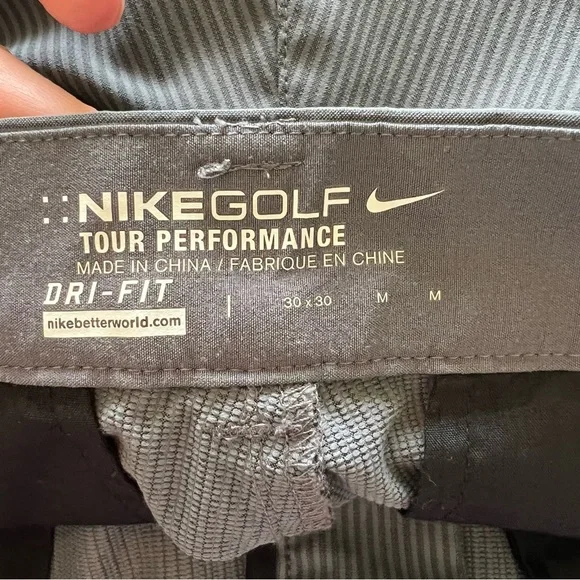 NIKEGOLF
TOUR PERFORMANCE
MADE IN CHINA / FABRIQUE EN CHINE
DRI-FIT | 30 x 30 M M
nikebetterworld.com